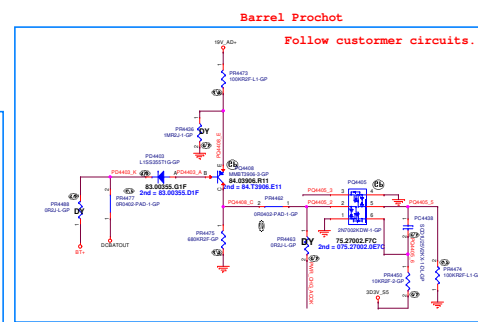 Barrel Prochot
Follow custormer circuits.
19V_AD+
PR4473
100KR2F-L1-GP
PR4436
1MR2J-1-GP
DY
PQ4408_E
PD4403
L1SS355T1G-GP
PD4403_K
PD4403_A
83.00355.G1F
2nd = 83.00355.D1F
PQ4408
MMBT3906-3-GP
84.03906.R11
2nd = 84.T3906.E11
PR4488
0R2J-L-GP
DY
PR4477
0R0402-PAD-1-GP
BT+
DCBATOUT
PQ4408_C
PR4462
0R0402-PAD-1-GP
PR4475
680KR2F-GP
PR4463
0R2J-L-GP
DY
PQ4405
PQ4405_3
PQ4405_2
PQ4405_5
2N7002KDW-1-GP
75.27002.F7C
2nd = 075.27002.0E7C
PC4438
PR4450
10KR2F-2-GP
3D3V_S5
PR4474
100KR2F-L1-GP